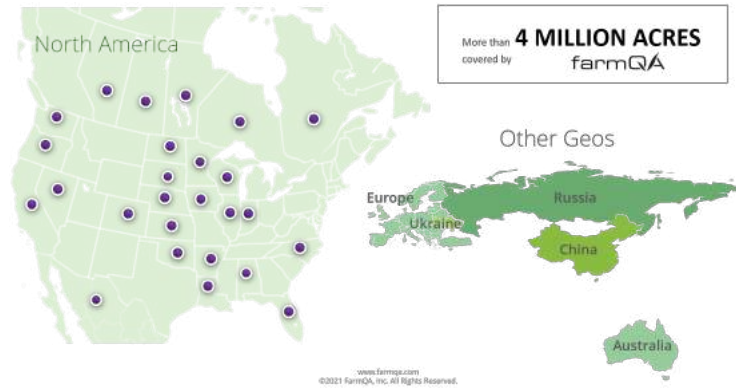 North America
More than 4 MILLION ACRES
covered by farmQA
Other Geos
Europe
Russia
Ukraine
China
Australia
www.farmqa.com
©2021 FarmQA, Inc. All Rights Reserved.